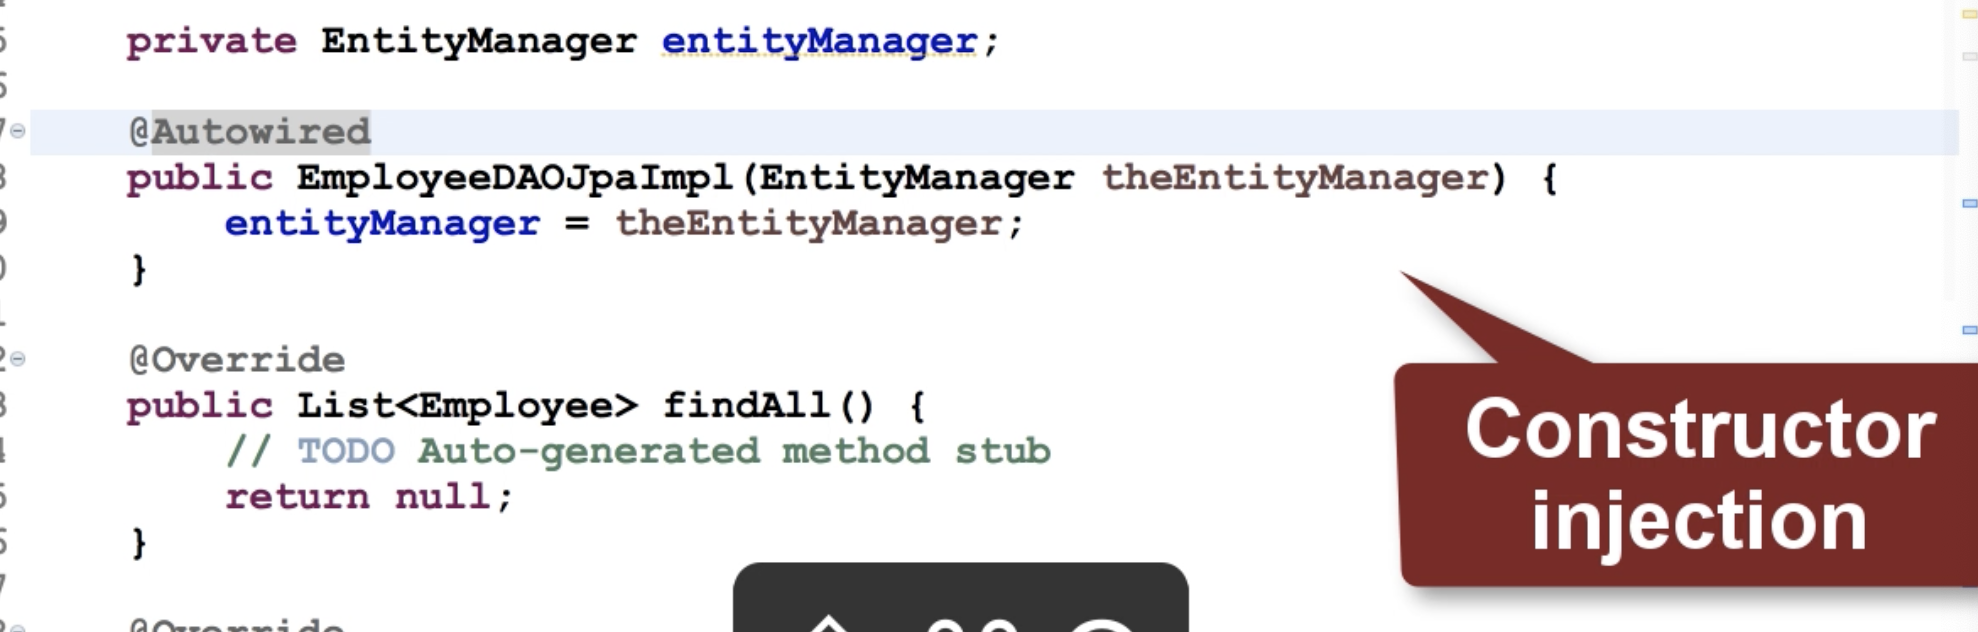 private EntityManager entityManager;
@Autowired
public EmployeeDAOJpaImpl(EntityManager theEntityManager) {
entityManager = theEntityManager;
}
@Override
public List<Employee> findAll() {
// TODO Auto-generated method stub
return null;
}
Constructor
injection
@Override